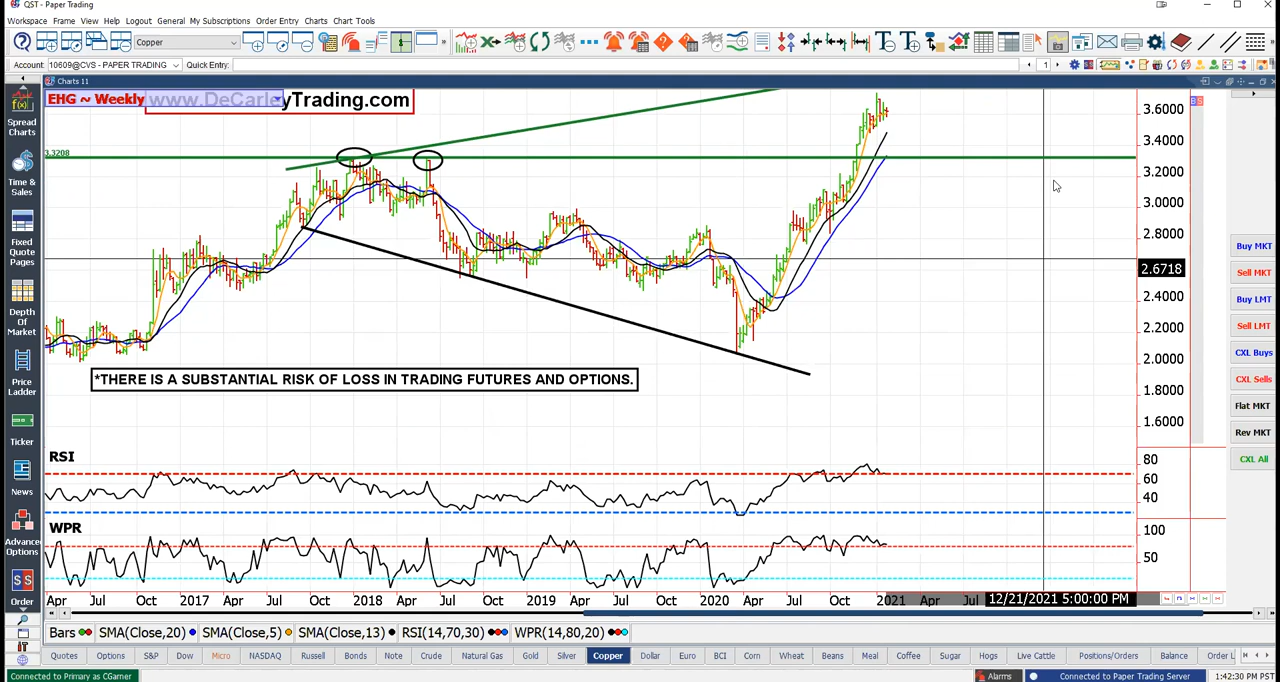 QST - Paper Trading
Workspace Frame View Help Logout General My Subscriptions Order Entry Charts Chart Tools
Copper
Account: 10609@CVS - PAPER TRADING Quick Entry: 1
Charts 11
EHG ~ Weekly www.DeCarleyTrading.com
3.3208
Spread Charts
Time & Sales
Fixed Quote Pages
Depth Of Market
Price Ladder
Ticker
News
Advanced Options
Order
3.6000
3.4000
3.2000
3.0000
2.8000
2.6718
2.4000
2.2000
2.0000
1.8000
1.6000
B S
Buy MKT
Sell MKT
Buy LMT
Sell LMT
CXL Buys
CXL Sells
Flat MKT
Rev MKT
CXL All
*THERE IS A SUBSTANTIAL RISK OF LOSS IN TRADING FUTURES AND OPTIONS.
RSI
80
60
40
WPR
100
50
Apr Jul Oct 2017 Apr Jul Oct 2018 Apr Jul Oct 2019 Apr Jul Oct 2020 Apr Jul Oct 2021 Apr Jul 12/21/2021 5:00:00 PM
Bars SMA(Close,20) SMA(Close,5) SMA(Close,13) RSI(14,70,30) WPR(14,80,20)
Quotes Options S&P Dow Micro NASDAQ Russell Bonds Note Crude Natural Gas Gold Silver Copper Dollar Euro BCI Corn Wheat Beans Meal Coffee Sugar Hogs Live Cattle Positions/Orders Balance Order L
Connected to Primary as CGarner Alarms Connected to Paper Trading Server 1:42:30 PM PST